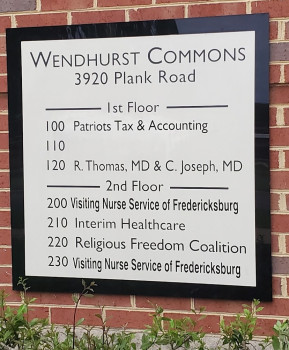 WENDHURST COMMONS
3920 Plank Road
1st Floor
100 Patriots Tax & Accounting
110
120 R. Thomas, MD & C. Joseph, MD
2nd Floor
200 Visiting Nurse Service of Fredericksburg
210 Interim Healthcare
220 Religious Freedom Coalition
230 Visiting Nurse Service of Fredericksburg